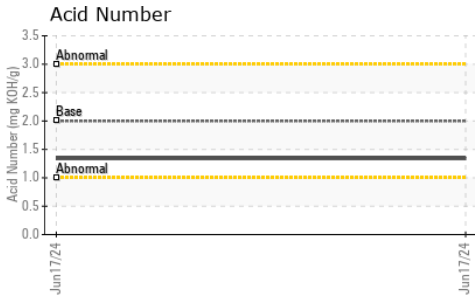 Acid Number
Acid Number (mg KOH/g)
3.5
3.0
2.5
2.0
1.5
1.0
0.5
0.0
Abnormal
Base
Abnormal
Jun17/24
Jun17/24